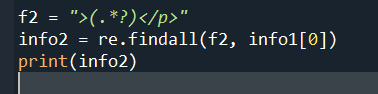 f2 = ">(.*?)</p>"
info2 = re.findall(f2, info1[0])
print(info2)